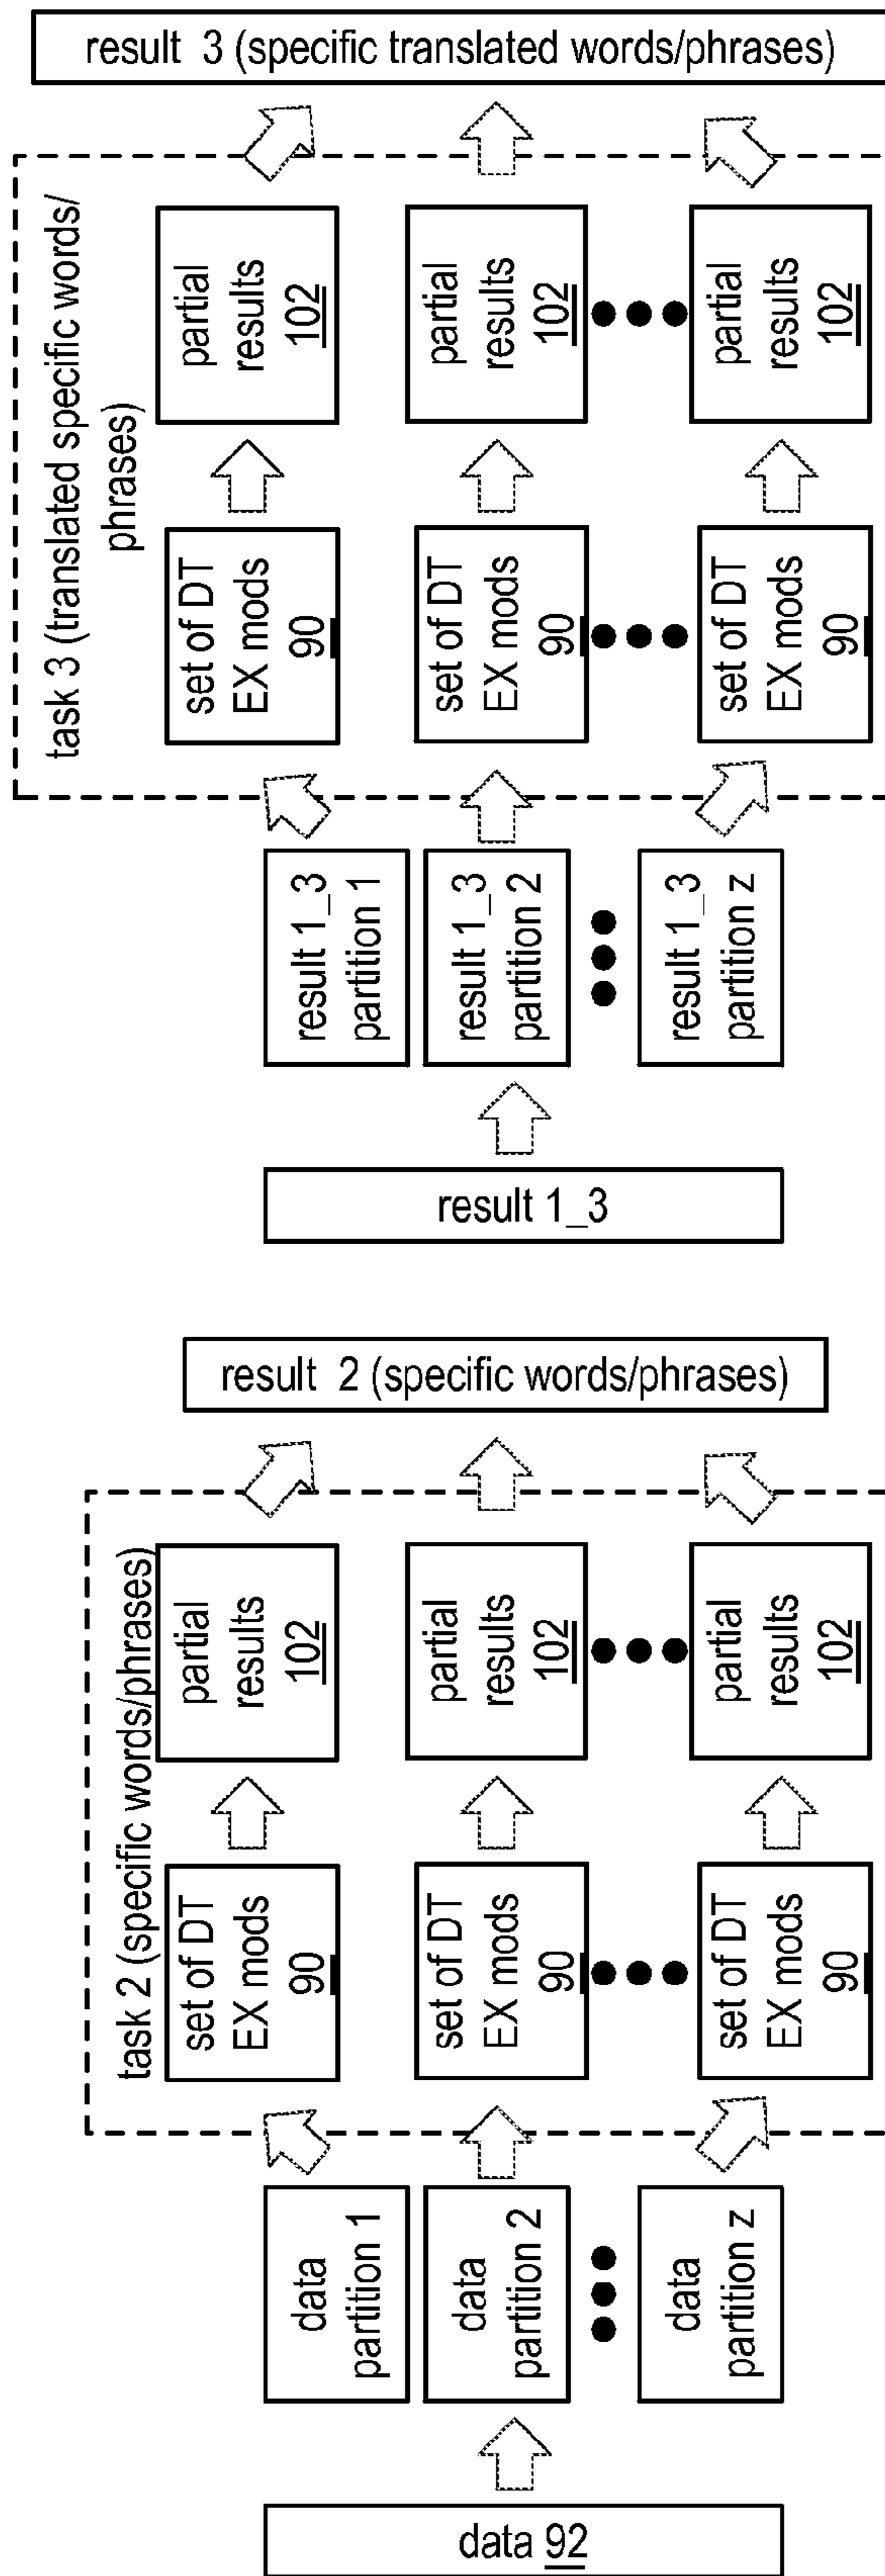 result 3 (specific translated words/phrases)
task 3 (translated specific words/
phrases)
partial
results
102
partial
results
102
partial
results
102
set of DT
EX mods
90
set of DT
EX mods
90
set of DT
EX mods
90
result 1_3
partition 1
result 1_3
partition 2
result 1_3
partition z
result 1_3
result 2 (specific words/phrases)
task 2 (specific words/phrases)
partial
results
102
partial
results
102
partial
results
102
set of DT
EX mods
90
set of DT
EX mods
90
set of DT
EX mods
90
data
partition 1
data
partition 2
data
partition z
data 92